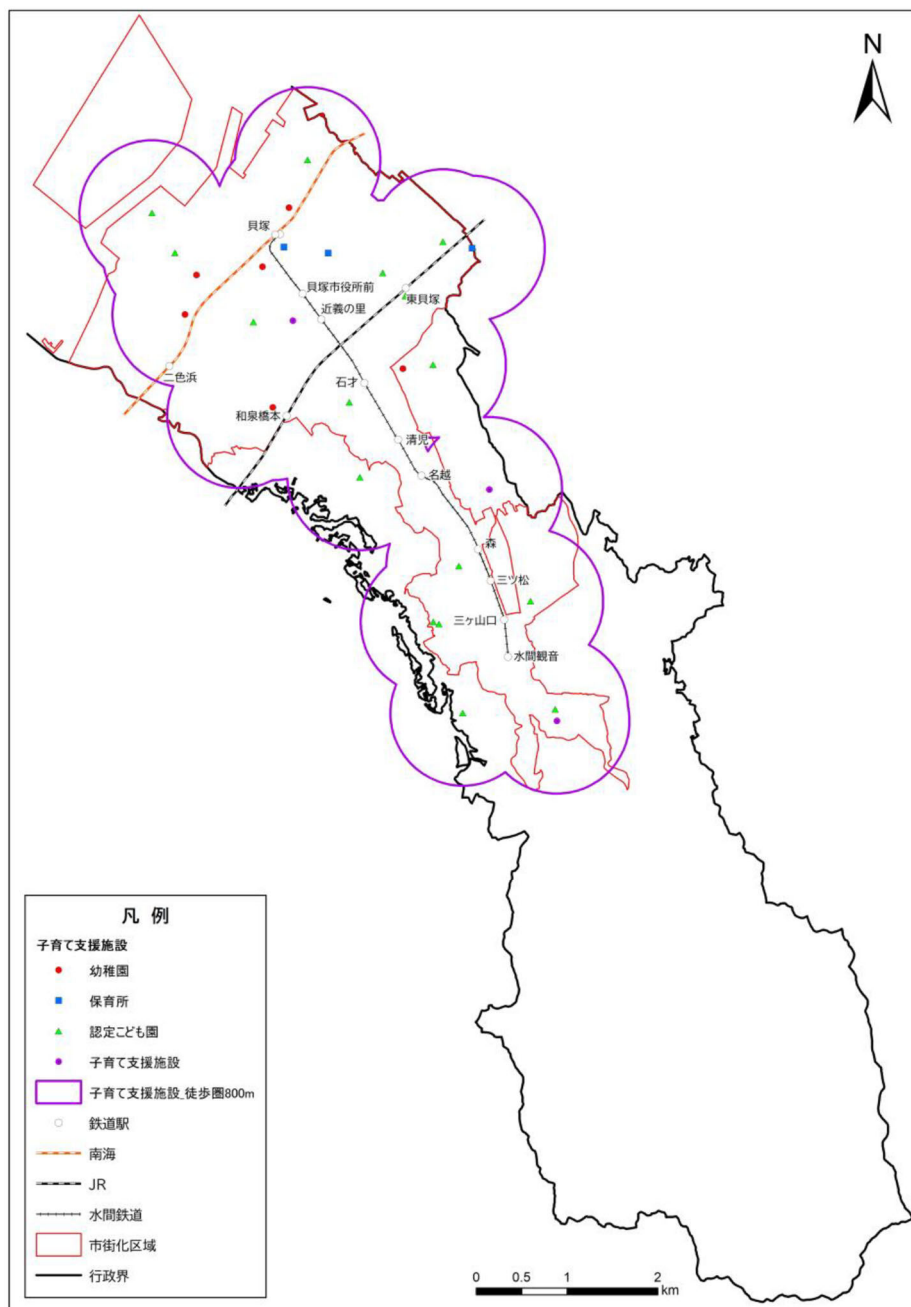 N
貝塚
貝塚市役所前
近義の里
東貝塚
二色浜
石才
和泉橋本
清児
名越
森
三ツ松
三ヶ山口
水間観音
凡 例
子育て支援施設
幼稚園
保育所
認定こども園
子育て支援施設
子育て支援施設_徒歩圏800m
鉄道駅
南海
JR
水間鉄道
市街化区域
行政界
0 0.5 1 2
km